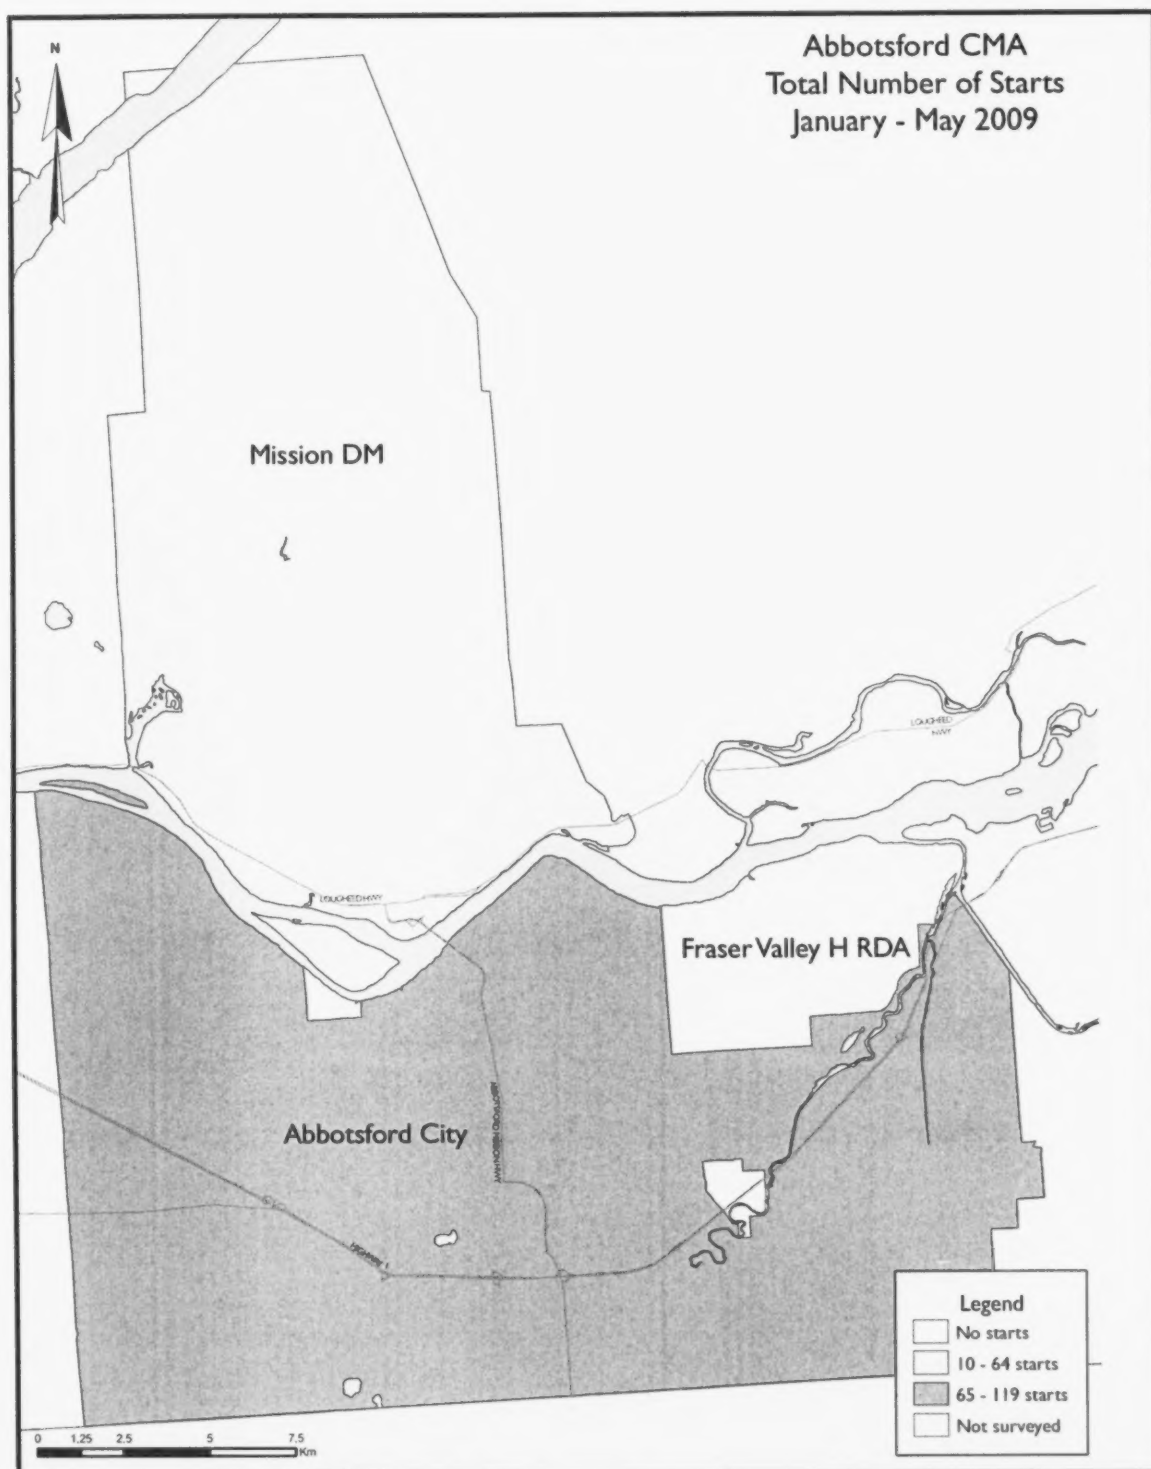 N
Abbotsford CMA
Total Number of Starts
January - May 2009
Mission DM
LOUGHEED
HWY
LOUGHEED HWY
Fraser Valley H RDA
ABBOTSFORD MISSION HWY
Abbotsford City
HIGHWAY 1
Legend
No starts
10 - 64 starts
65 - 119 starts
Not surveyed
0 1.25 2.5 5 7.5
Km